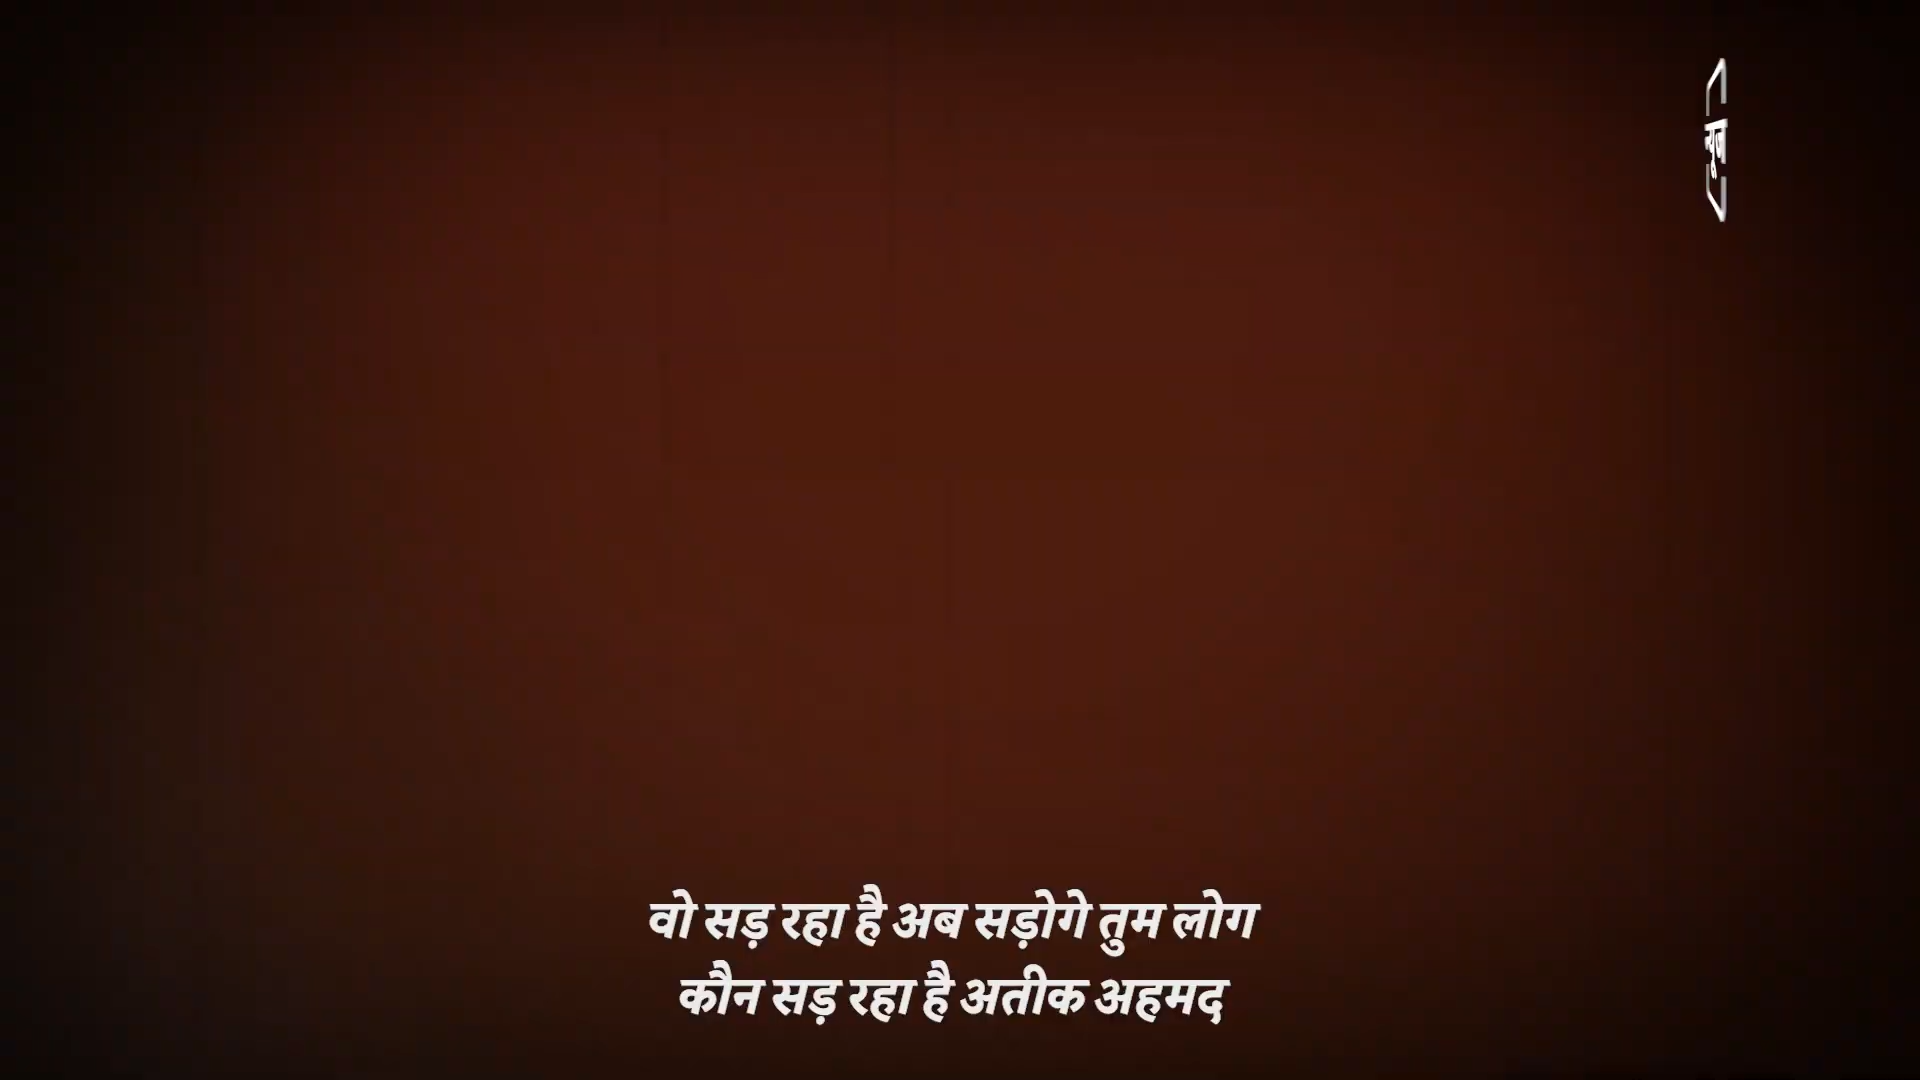 वो सड़ रहा है अब सड़ोगे तुम लोग
कौन सड़ रहा है अतीक अहमद